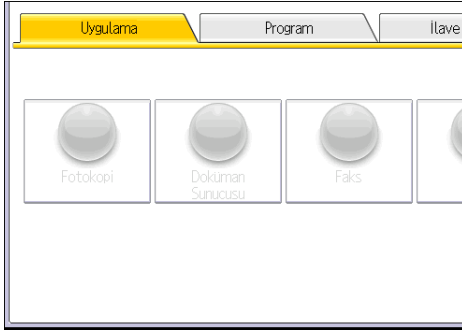 Uygulama
Program
İlave
Fotokopi
Doküman
Sunucusu
Faks